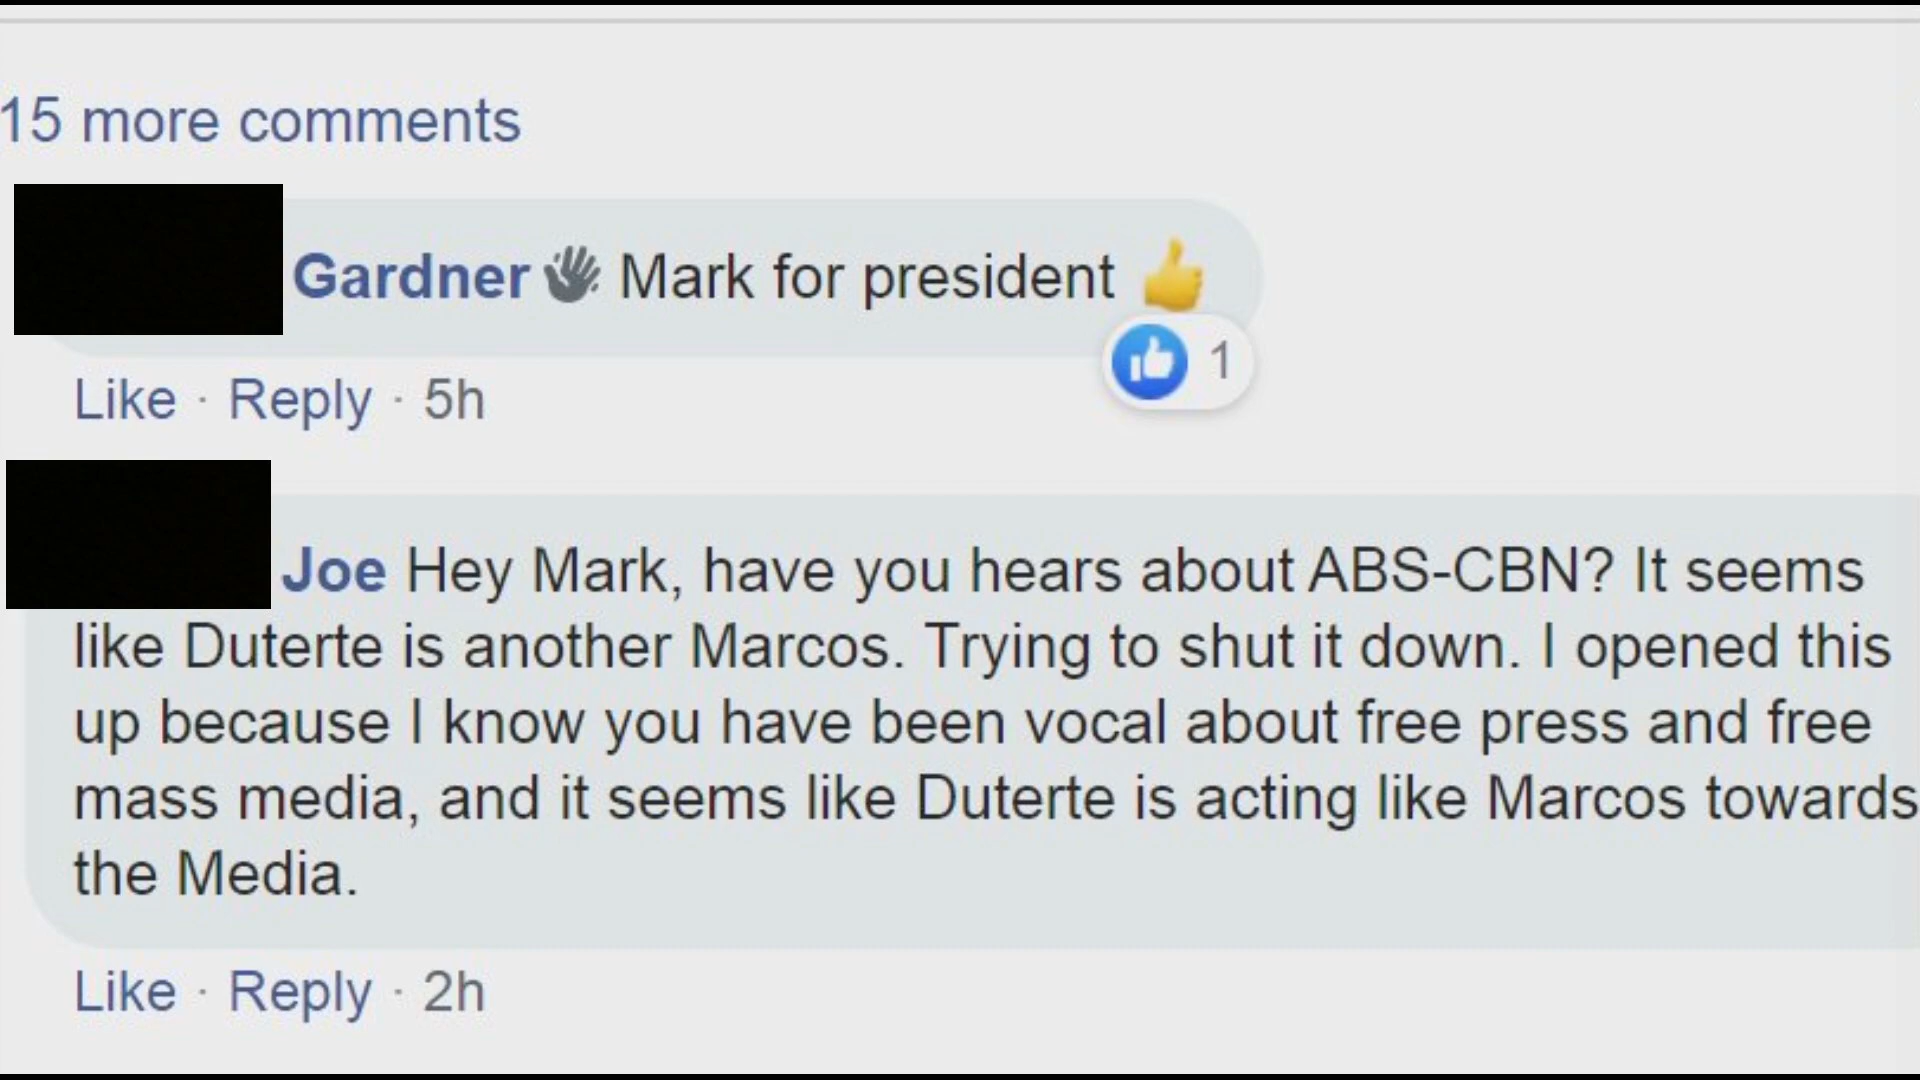 15 more comments
Gardner 👋 Mark for president 👍
1
Like · Reply · 5h
Joe Hey Mark, have you hears about ABS-CBN? It seems
like Duterte is another Marcos. Trying to shut it down. I opened this
up because I know you have been vocal about free press and free
mass media, and it seems like Duterte is acting like Marcos towards
the Media.
Like · Reply · 2h